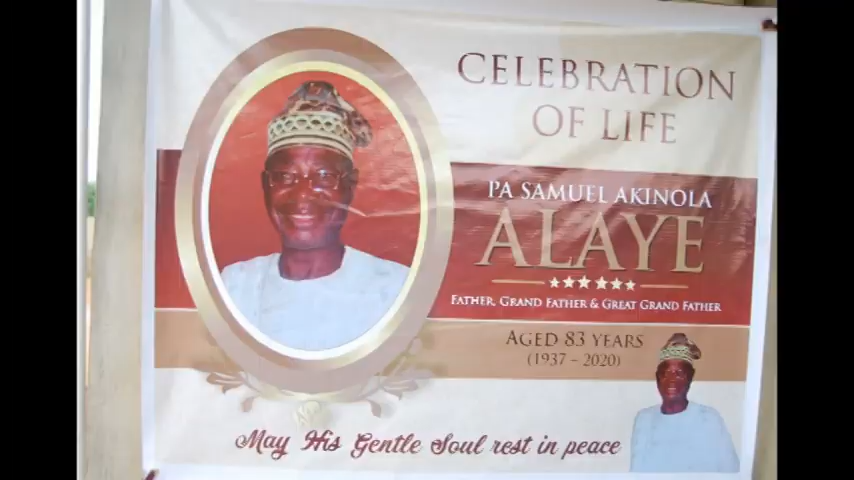 CELEBRATION
OF LIFE
PA SAMUEL AKINOLA
ALAYE
FATHER, GRAND FATHER & GREAT GRAND FATHER
AGED 83 YEARS
(1937 – 2020)
May His Gentle Soul rest in peace